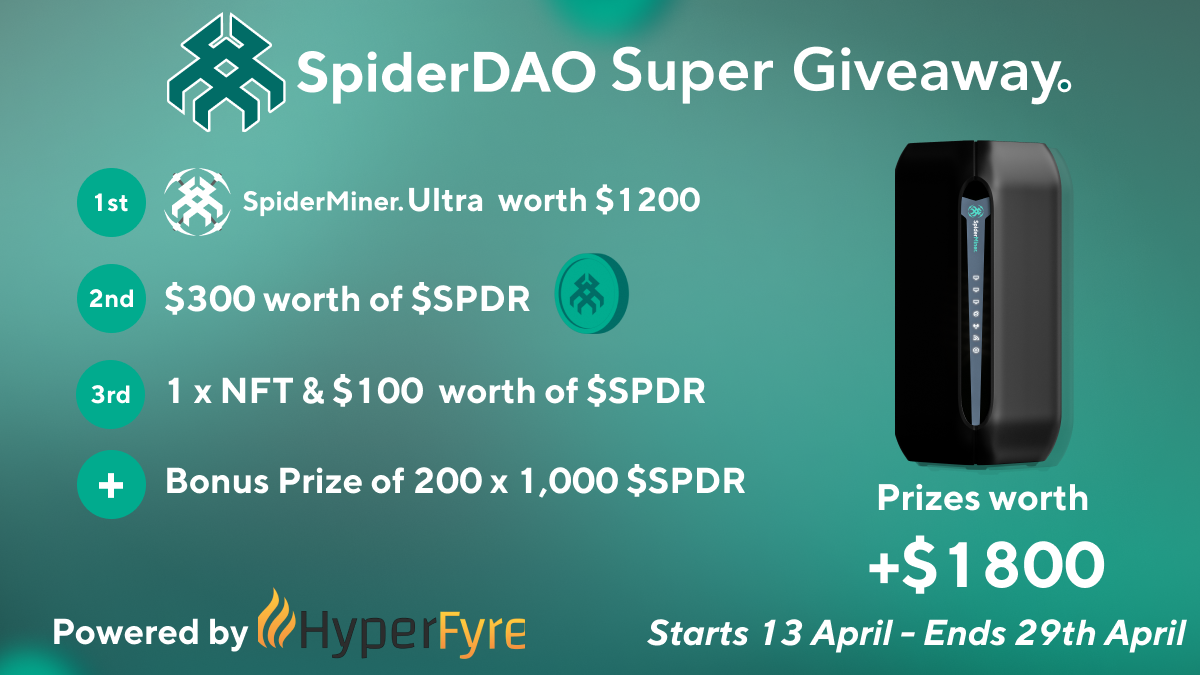 SpiderDAO Super Giveaway.
1st SpiderMiner. Ultra worth $1200
2nd $300 worth of $SPDR
3rd 1 x NFT & $100 worth of $SPDR
+ Bonus Prize of 200 x 1,000 $SPDR
SpiderMiner.
Prizes worth
+$1800
Powered by HyperFyre
Starts 13 April - Ends 29th April